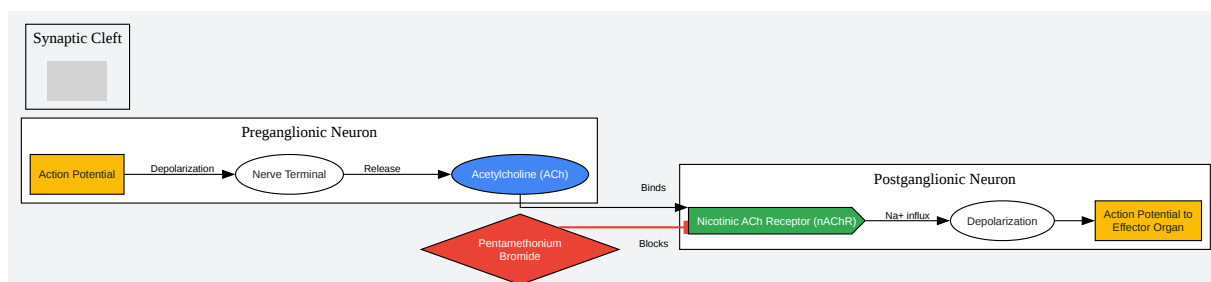 Synaptic Cleft
Preganglionic Neuron
Action Potential
Depolarization
Nerve Terminal
Release
Acetylcholine (ACh)
Binds
Postganglionic Neuron
Nicotinic ACh Receptor (nAChR)
Na+ influx
Depolarization
Action Potential to
Effector Organ
Pentamethonium
Bromide
Blocks